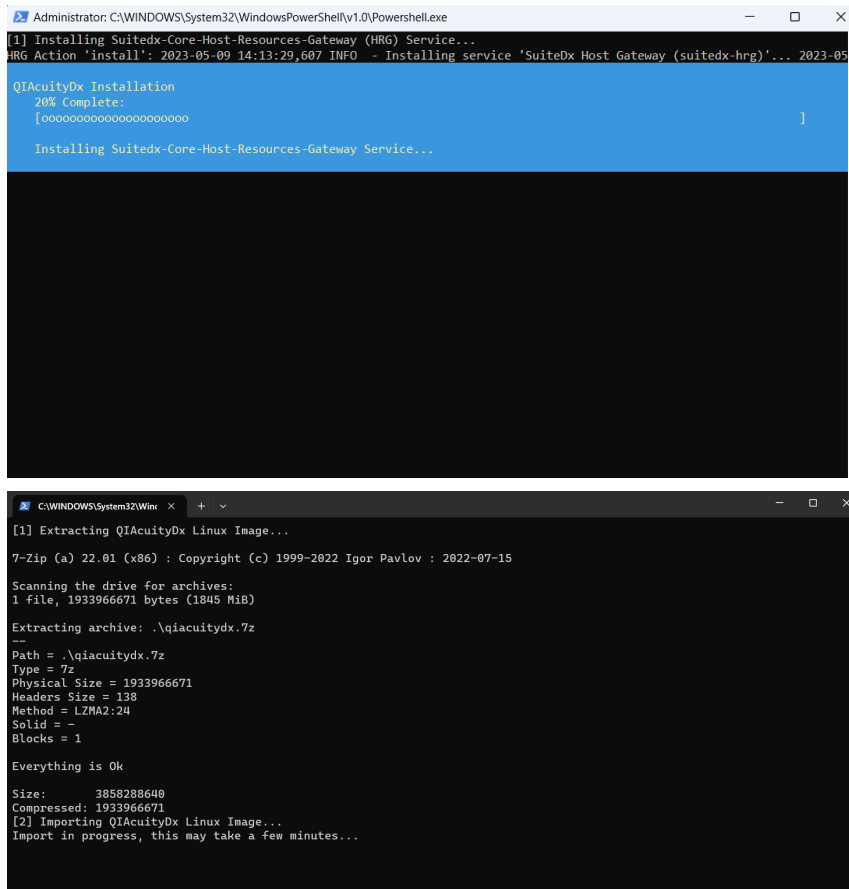 Administrator: C:\WINDOWS\System32\WindowsPowerShell\v1.0\Powershell.exe
[1] Installing Suitedx-Core-Host-Resources-Gateway (HRG) Service...
HRG Action 'install': 2023-05-09 14:13:29,607 INFO  - Installing service 'SuiteDx Host Gateway (suitedx-hrg)'... 2023-05
QIAcuityDx Installation
20% Complete:
[ooooooooooooooooooooo ]
Installing Suitedx-Core-Host-Resources-Gateway Service...
C:\WINDOWS\System32\Wind
[1] Extracting QIAcuityDx Linux Image...
7-Zip (a) 22.01 (x86) : Copyright (c) 1999-2022 Igor Pavlov : 2022-07-15
Scanning the drive for archives:
1 file, 1933966671 bytes (1845 MiB)
Extracting archive: .\qiacuitydx.7z
--
Path = .\qiacuitydx.7z
Type = 7z
Physical Size = 1933966671
Headers Size = 138
Method = LZMA2:24
Solid = -
Blocks = 1
Everything is Ok
Size:       3858288640
Compressed: 1933966671
[2] Importing QIAcuityDx Linux Image...
Import in progress, this may take a few minutes...